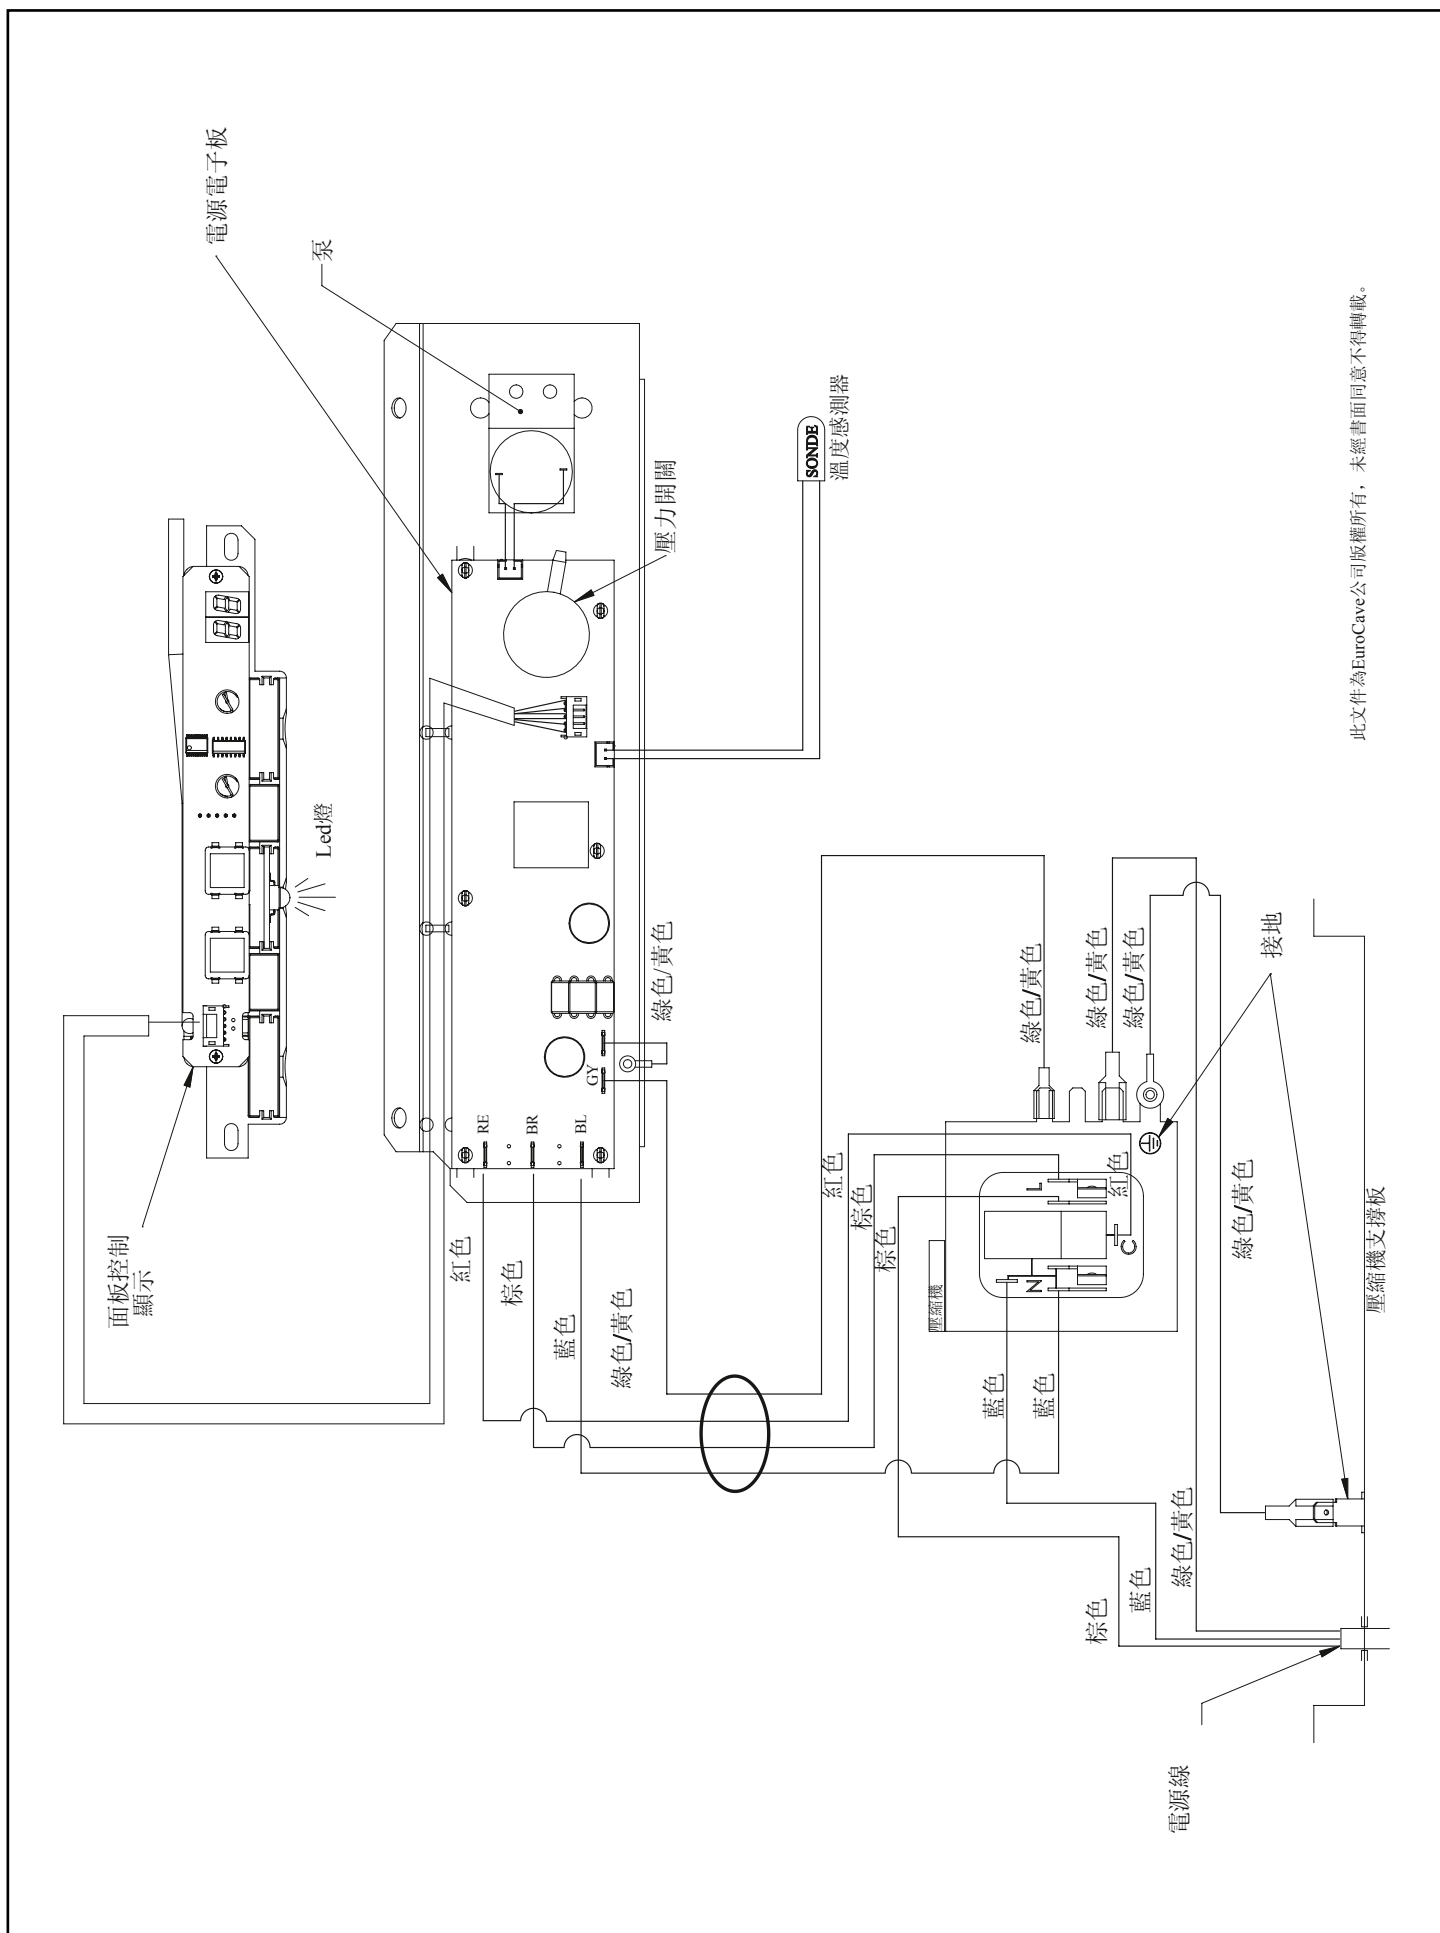 電源電子板
泵
Led燈
面板控制
顯示
壓力開關
SONDE
溫度感測器
RE
BR
BL
GY
綠色/黃色
紅色
棕色
藍色
綠色/黃色
紅色
棕色
棕色
綠色/黃色
綠色/黃色
綠色/黃色
紅色
L
N
C
壓縮機
藍色
藍色
綠色/黃色
接地
壓縮機支撐板
棕色
藍色
綠色/黃色
電源線
此文件為EuroCave公司版權所有，未經書面同意不得轉載。